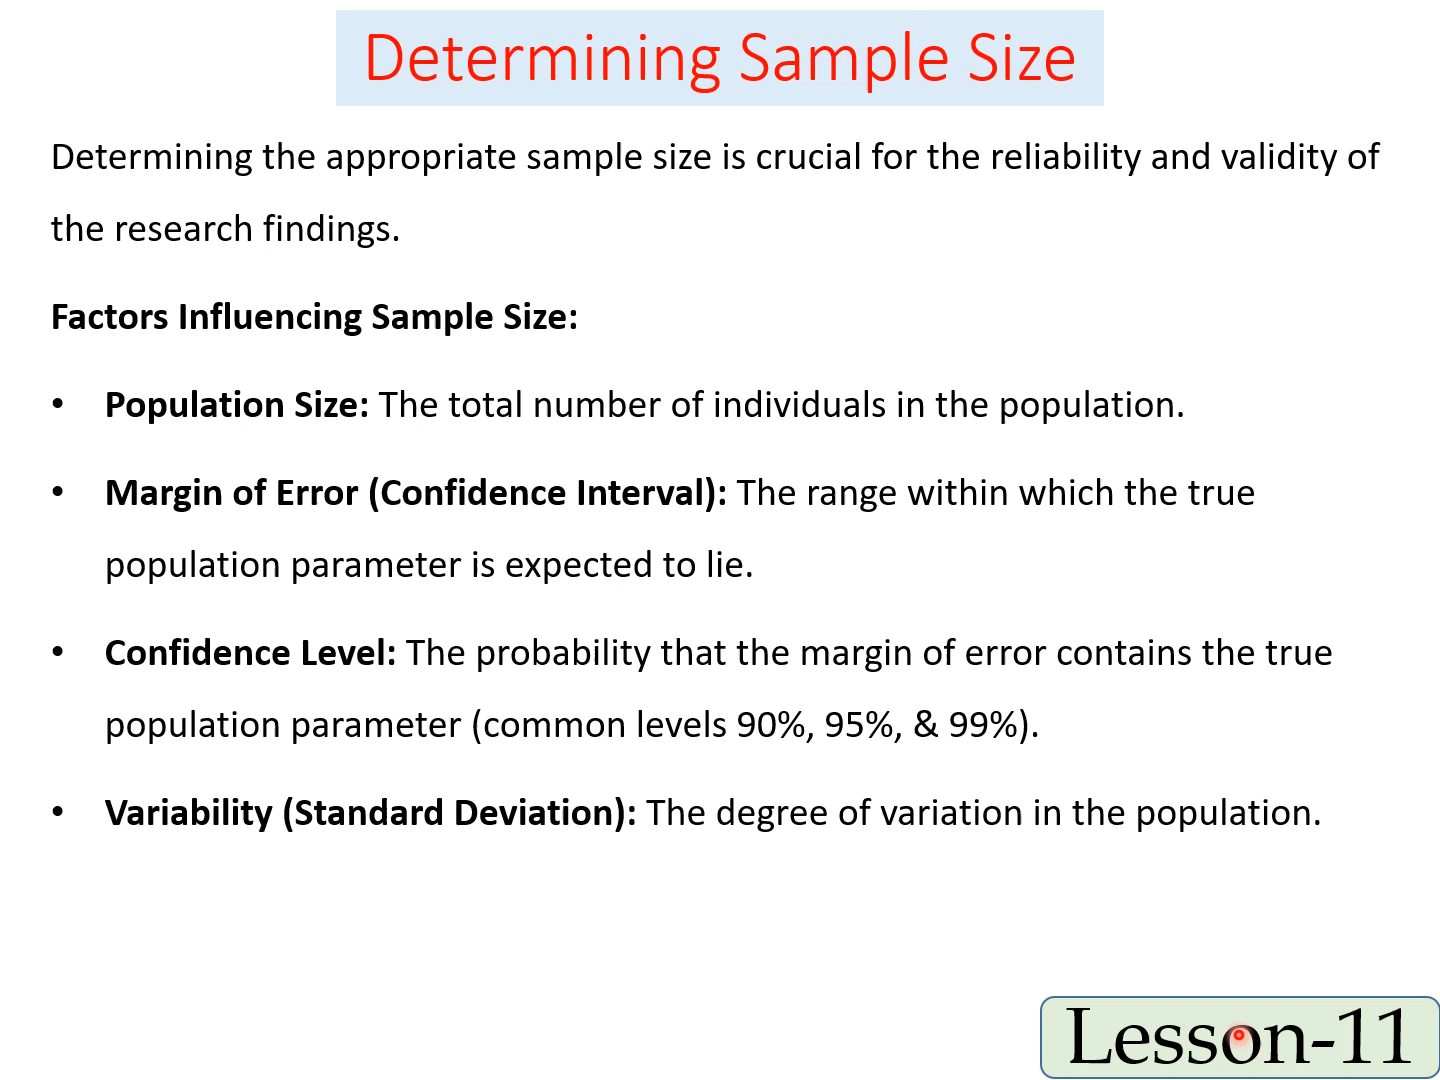 Determining Sample Size
Determining the appropriate sample size is crucial for the reliability and validity of
the research findings.
Factors Influencing Sample Size:
• Population Size: The total number of individuals in the population.
• Margin of Error (Confidence Interval): The range within which the true
population parameter is expected to lie.
• Confidence Level: The probability that the margin of error contains the true
population parameter (common levels 90%, 95%, & 99%).
• Variability (Standard Deviation): The degree of variation in the population.
Lesson-11